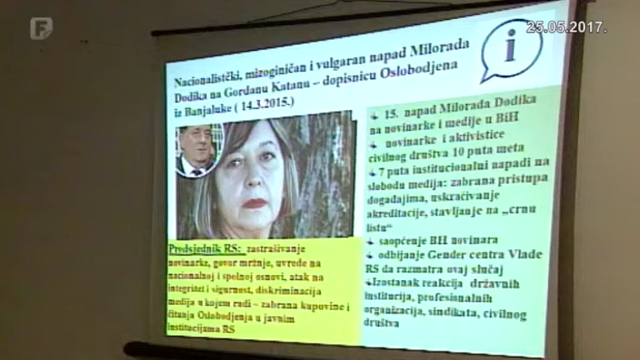 F
25.05.2017.
Nacionalistčki, mizoginičan i vulgaran napad Milorada
Dodika na Gordanu Katanu – dopisnicu Oslobodjena
iz Banjaluke ( 14.3.2015.)
i
15. napad Milorada Dodika
na novinarke i medije u BiH
novinarke i aktivistice
civilnog društva 10 puta meta
7 puta institucionalni napadi na
slobodu medija: zabrana pristupa
dogadajima, uskraćivanje
akreditacije, stavljanje na „crnu
listu“
saopćenje BH novinara
odbijanje Gender centra Vlade
RS da razmatra ovaj slučaj
Izostanak reakcija državnih
institucija, profesionalnih
organizacija, sindikata, civilnog
društva
Predsjednik RS: zastrašivanje
novinarke, govor mržnje, uvrede na
nacionalnoj i spolnoj osnovi, atak na
integritet i sigurnost, diskriminacija
medija u kojem radi – zabrana kupovine i
čitanja Oslobodjenja u javnim
institucijama RS